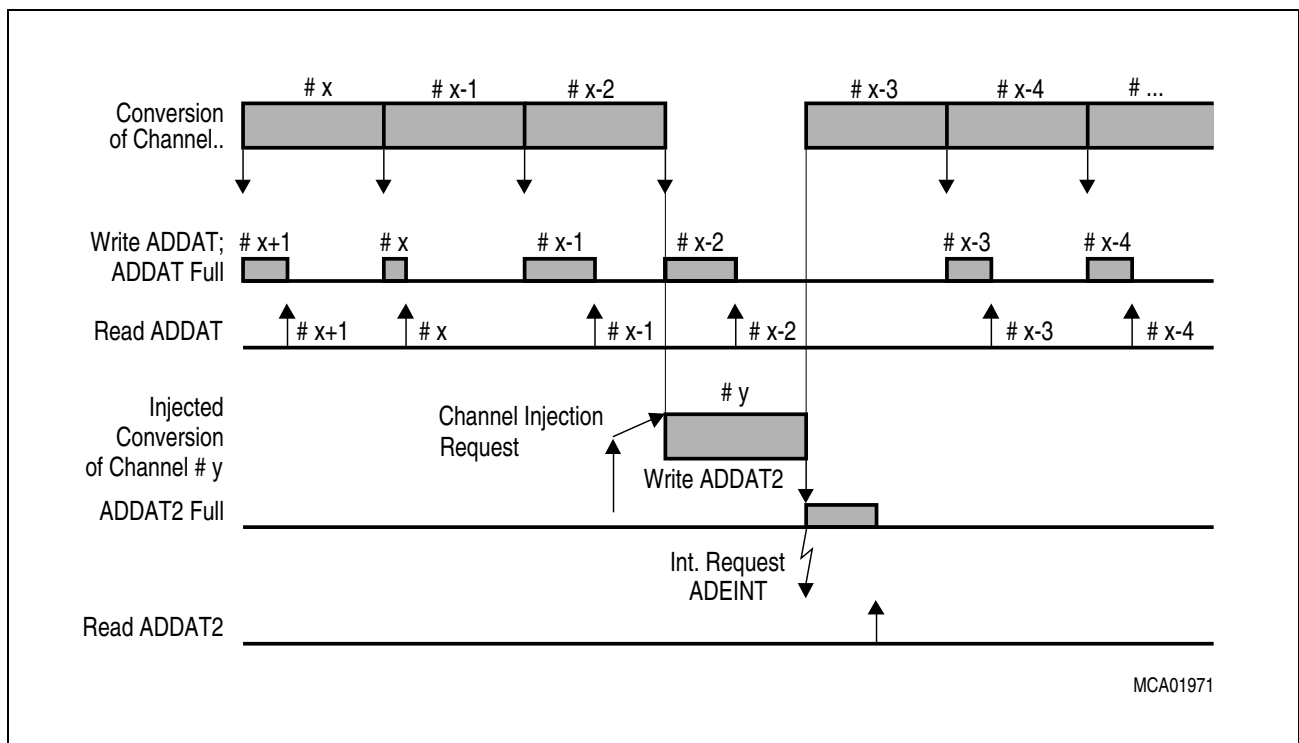 # x # x-1 # x-2 # x-3 # x-4 # ...
Conversion
of Channel..
Write ADDAT;
ADDAT Full
# x+1 # x # x-1 # x-2 # x-3 # x-4
Read ADDAT
# x+1 # x # x-1 # x-2 # x-3 # x-4
Injected
Conversion
of Channel # y
Channel Injection
Request
# y
Write ADDAT2
ADDAT2 Full
Int. Request
ADEINT
Read ADDAT2
MCA01971